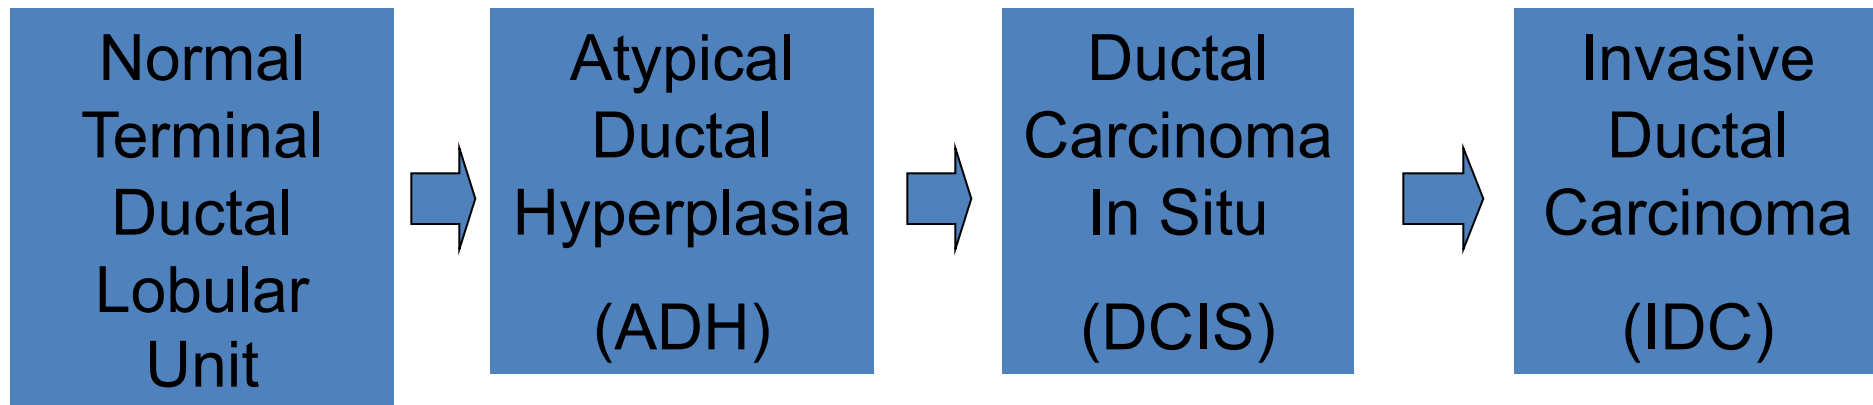 Normal
Terminal
Ductal
Lobular
Unit
Atypical
Ductal
Hyperplasia
(ADH)
Ductal
Carcinoma
In Situ
(DCIS)
Invasive
Ductal
Carcinoma
(IDC)